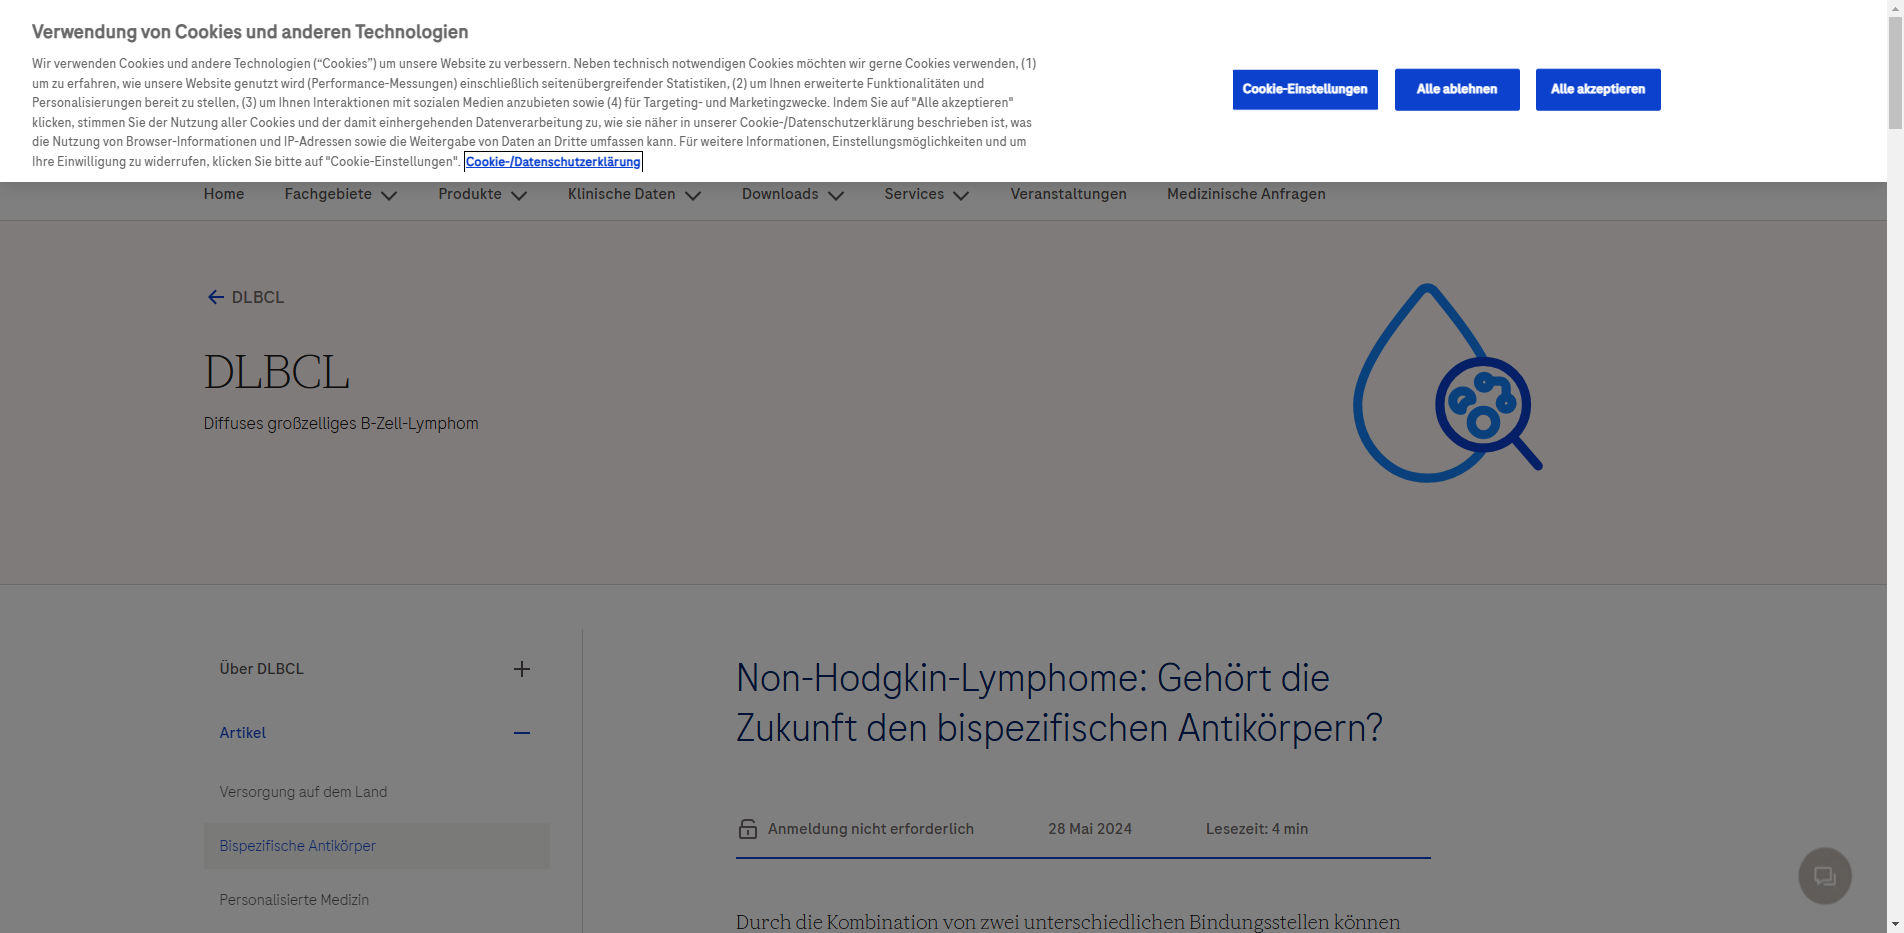 Verwendung von Cookies und anderen Technologien
Wir verwenden Cookies und andere Technologien (“Cookies”) um unsere Website zu verbessern. Neben technisch notwendigen Cookies möchten wir gerne Cookies verwenden, (1)
um zu erfahren, wie unsere Website genutzt wird (Performance-Messungen) einschließlich seitenübergreifender Statistiken, (2) um Ihnen erweiterte Funktionalitäten und
Personalisierungen bereit zu stellen, (3) um Ihnen Interaktionen mit sozialen Medien anzubieten sowie (4) für Targeting- und Marketingzwecke. Indem Sie auf "Alle akzeptieren"
klicken, stimmen Sie der Nutzung aller Cookies und der damit einhergehenden Datenverarbeitung zu, wie sie näher in unserer Cookie-/Datenschutzerklärung beschrieben ist, was
die Nutzung von Browser-Informationen und IP-Adressen sowie die Weitergabe von Daten an Dritte umfassen kann. Für weitere Informationen, Einstellungsmöglichkeiten und um
Ihre Einwilligung zu widerrufen, klicken Sie bitte auf "Cookie-Einstellungen". Cookie-/Datenschutzerklärung
Cookie-Einstellungen Alle ablehnen Alle akzeptieren
Home Fachgebiete Produkte Klinische Daten Downloads Services Veranstaltungen Medizinische Anfragen
DLBCL
DLBCL
Diffuses großzelliges B-Zell-Lymphom
Über DLBCL
Artikel
Versorgung auf dem Land
Bispezifische Antikörper
Personalisierte Medizin
Non-Hodgkin-Lymphome: Gehört die
Zukunft den bispezifischen Antikörpern?
Anmeldung nicht erforderlich 28 Mai 2024 Lesezeit: 4 min
Durch die Kombination von zwei unterschiedlichen Bindungsstellen können